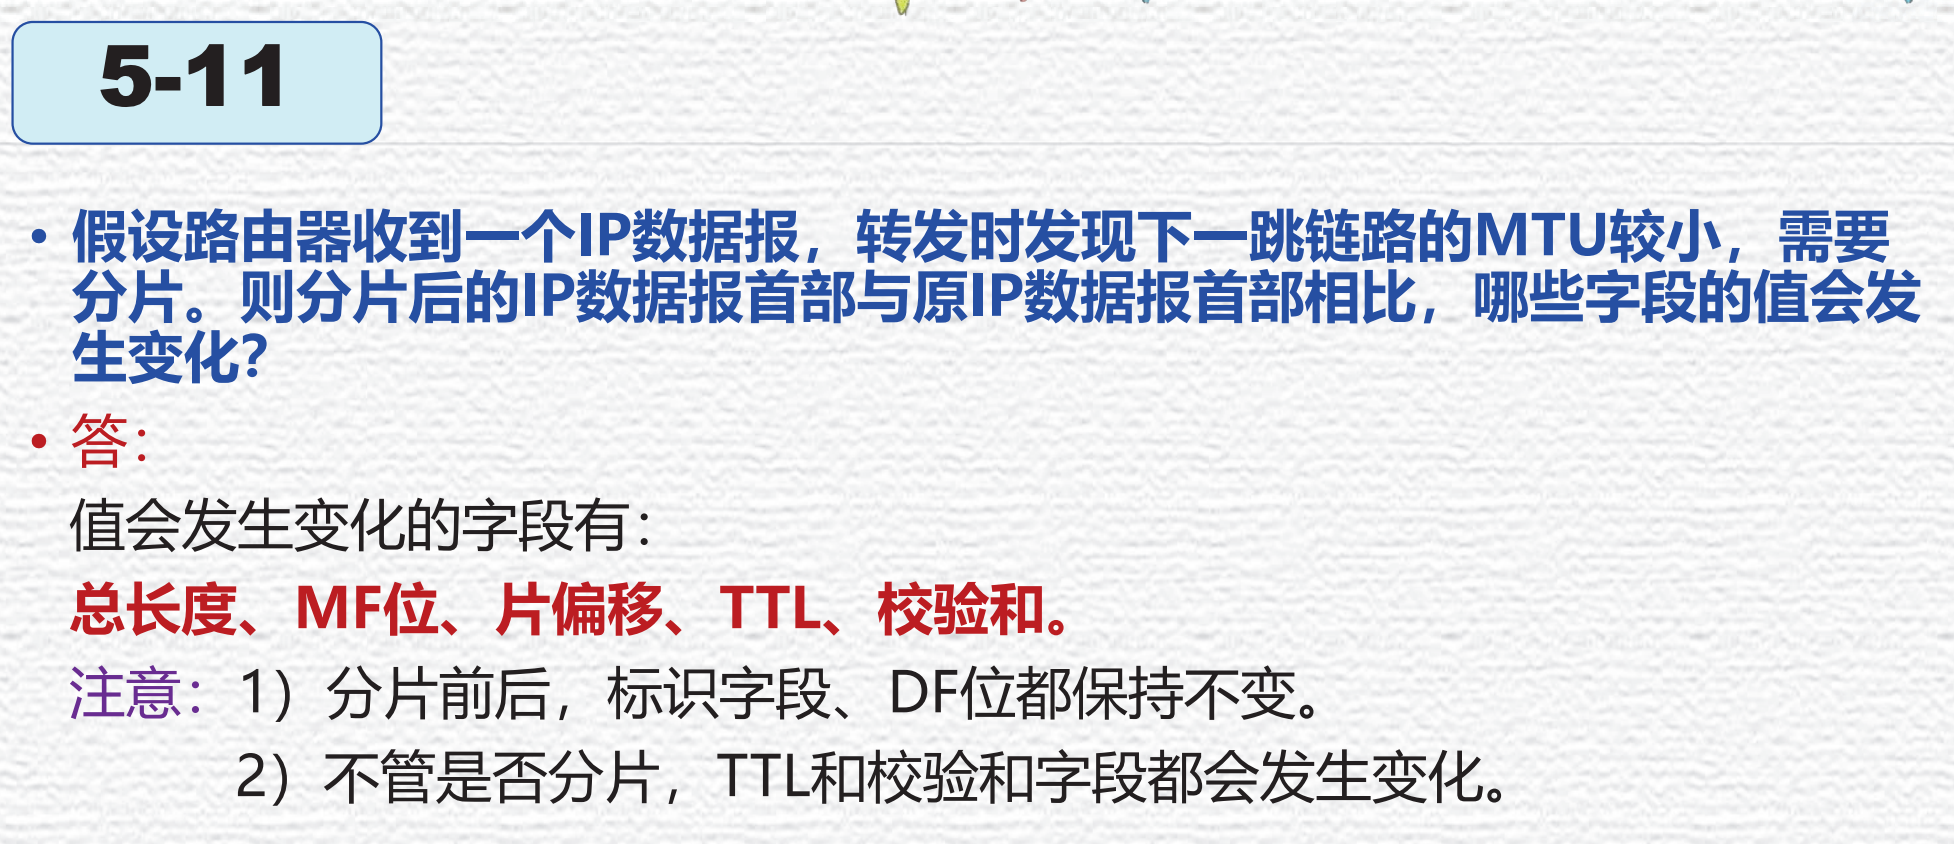 5-11
• 假设路由器收到一个IP数据报，转发时发现下一跳链路的MTU较小，需要
分片。则分片后的IP数据报首部与原IP数据报首部相比，哪些字段的值会发
生变化？
• 答：
值会发生变化的字段有：
总长度、MF位、片偏移、TTL、校验和。
注意：1）分片前后，标识字段、DF位都保持不变。
2）不管是否分片，TTL和校验和字段都会发生变化。